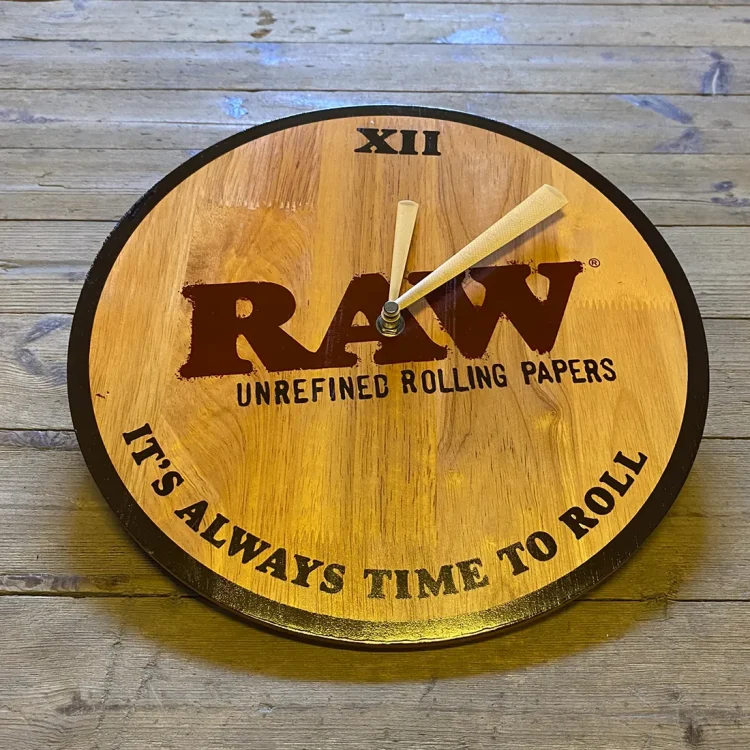 XII
RAW®
UNREFINED ROLLING PAPERS
IT'S ALWAYS TIME TO ROLL